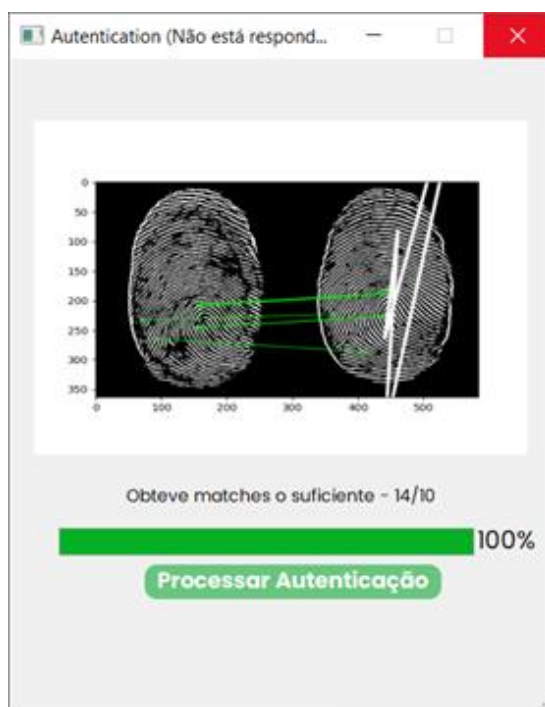 Autentication (Não está respond...
0
50
100
150
200
250
300
350
0 100 200 300 400 500
Obteve matches o suficiente - 14/10
100%
Processar Autenticação